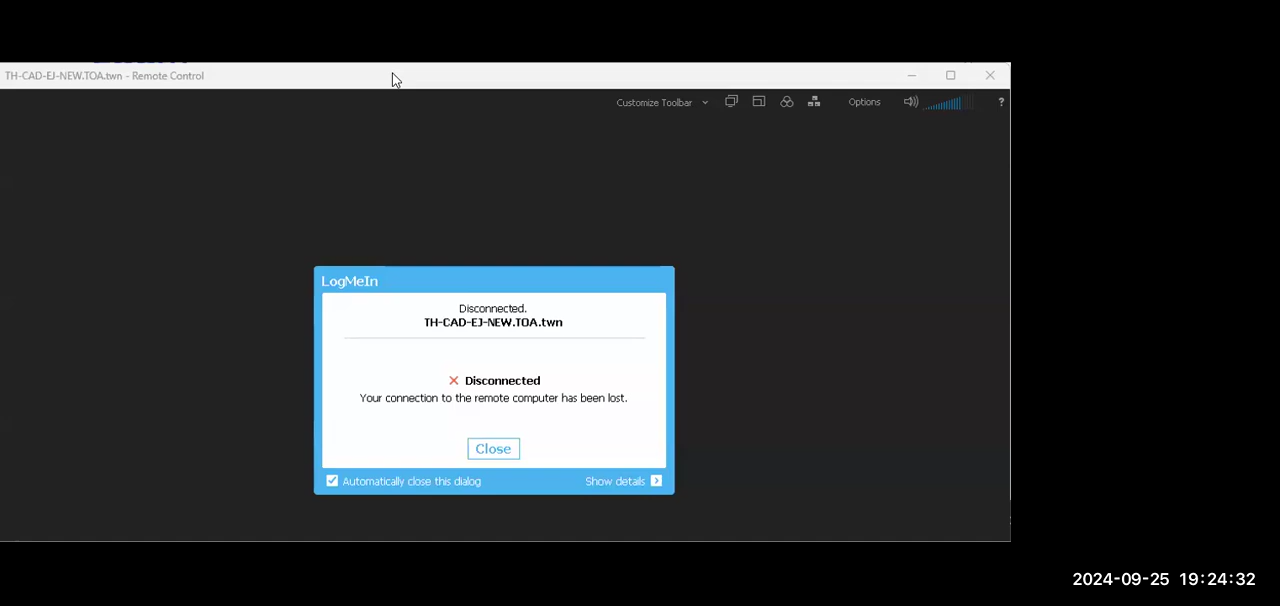 TH-CAD-EJ-NEW.TOA.twn - Remote Control
Customize Toolbar
Options
?
LogMeIn
Disconnected.
TH-CAD-EJ-NEW.TOA.twn
Disconnected
Your connection to the remote computer has been lost.
Close
Automatically close this dialog
Show details
2024-09-25 19:24:32